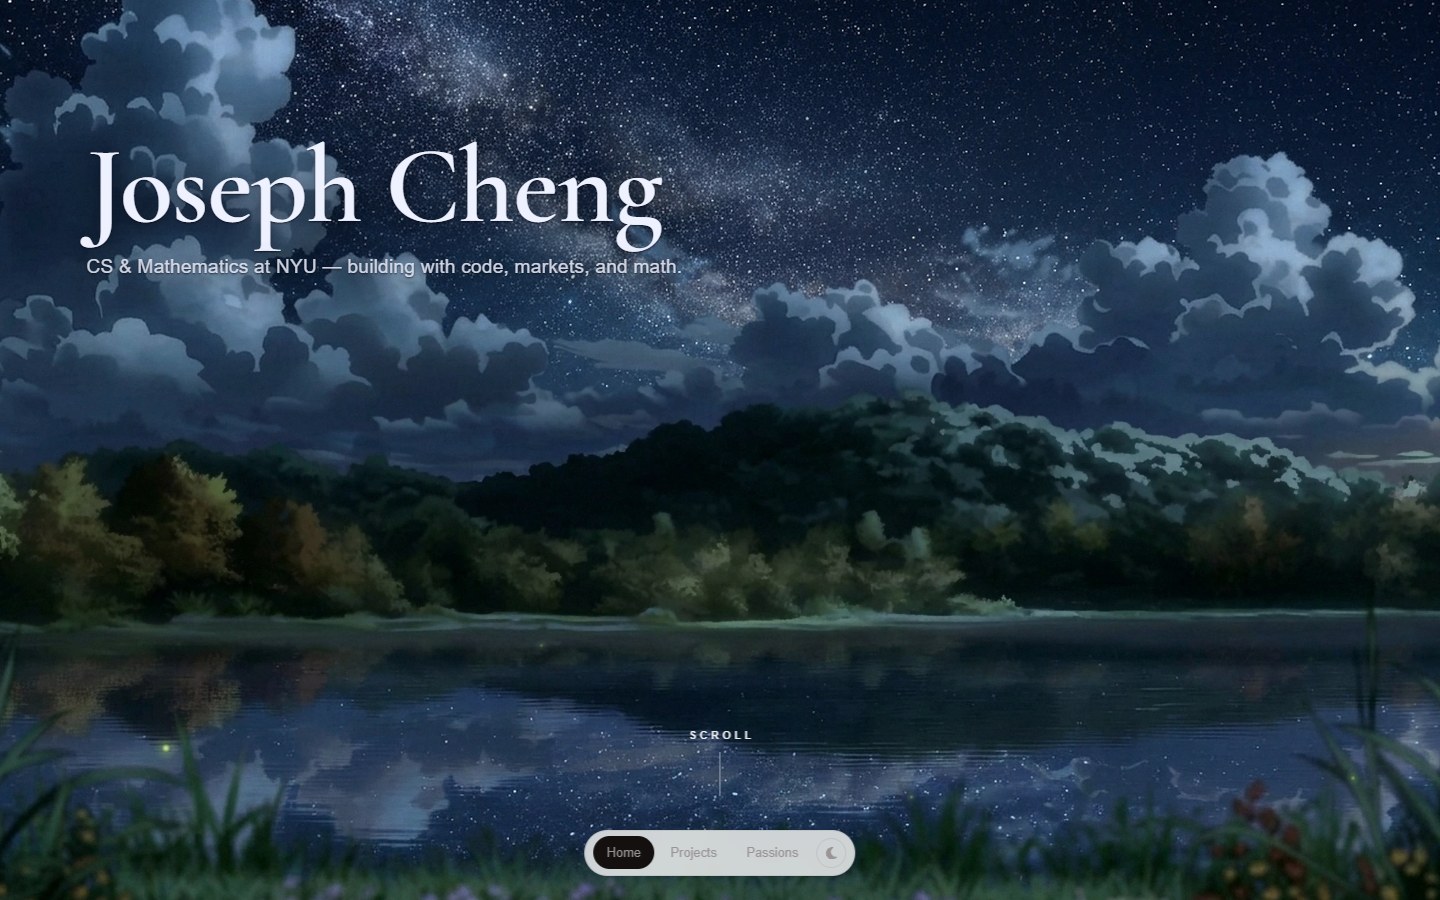 Joseph Cheng
CS & Mathematics at NYU — building with code, markets, and math.
SCROLL
Home Projects Passions